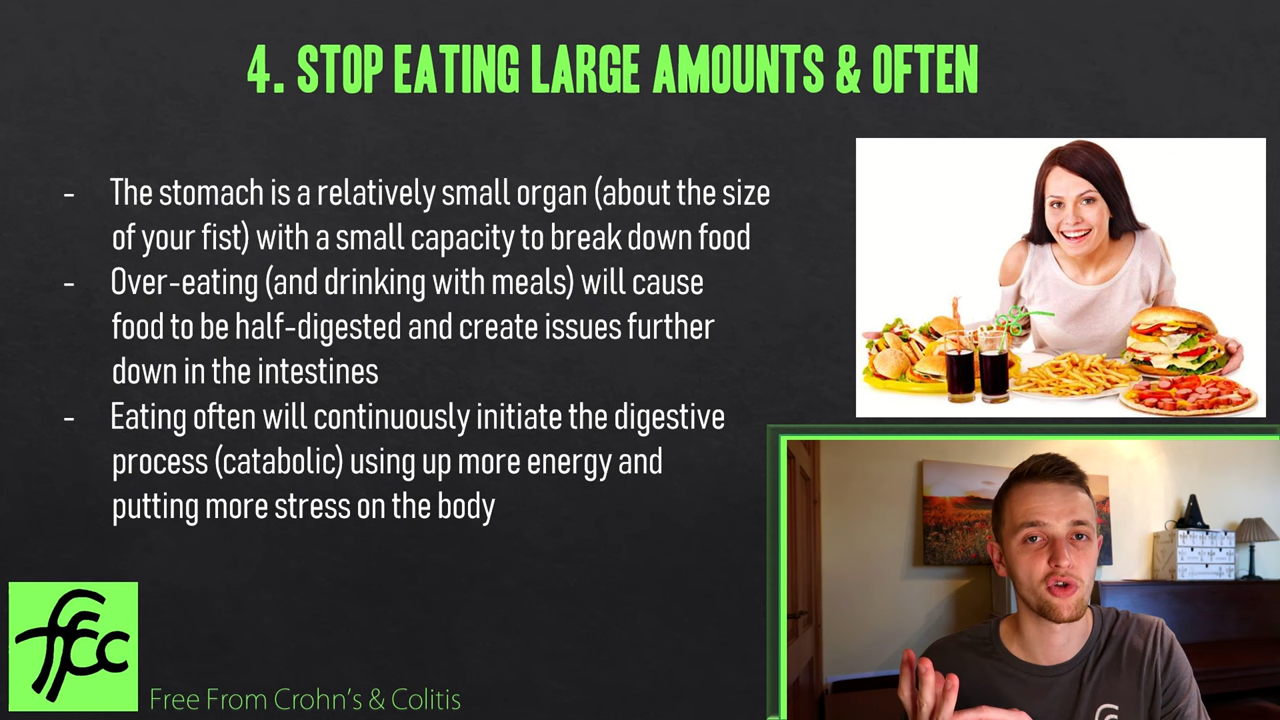 4. STOP EATING LARGE AMOUNTS & OFTEN
- The stomach is a relatively small organ (about the size
of your fist) with a small capacity to break down food
- Over-eating (and drinking with meals) will cause
food to be half-digested and create issues further
down in the intestines
- Eating often will continuously initiate the digestive
process (catabolic) using up more energy and
putting more stress on the body
ffcc
Free From Crohn's & Colitis